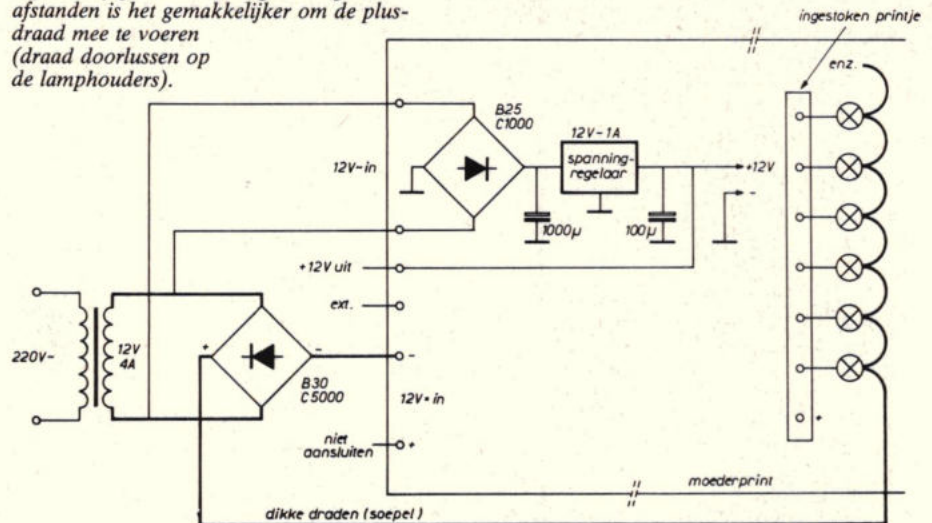 afstanden is het gemakkelijker om de plus-
draad mee te voeren
(draad doorlussen op
de lamphouders).
ingestoken printje
enz.
B25
C1000
12V-1A
spanning-
regelaar
12V~in
+12V
-
1000µ
100µ
+12V uit
ext.
220V~
12V
4A
+
-
-
B30
C5000
12V=in
niet
aansluiten
+
+
moederprint
dikke draden (soepel)